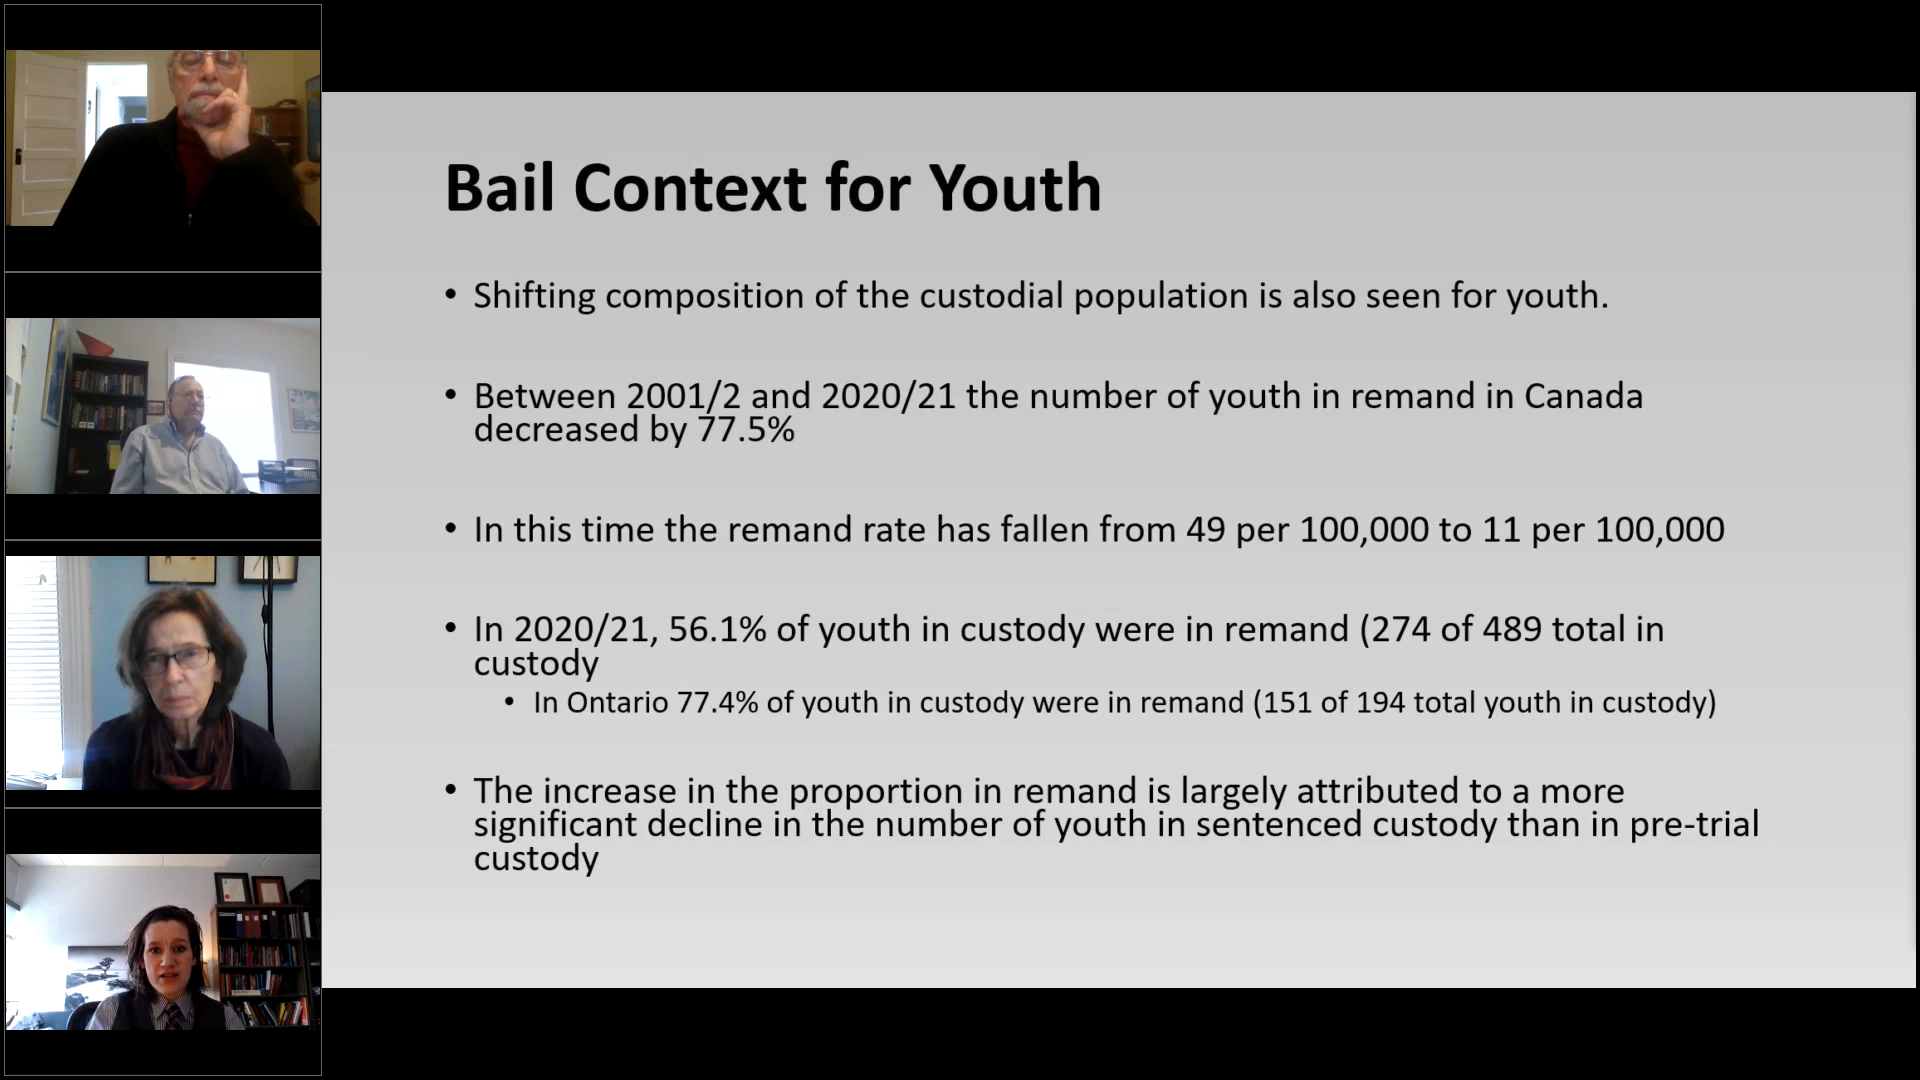 Bail Context for Youth
• Shifting composition of the custodial population is also seen for youth.
• Between 2001/2 and 2020/21 the number of youth in remand in Canada
decreased by 77.5%
• In this time the remand rate has fallen from 49 per 100,000 to 11 per 100,000
• In 2020/21, 56.1% of youth in custody were in remand (274 of 489 total in
custody
• In Ontario 77.4% of youth in custody were in remand (151 of 194 total youth in custody)
• The increase in the proportion in remand is largely attributed to a more
significant decline in the number of youth in sentenced custody than in pre-trial
custody